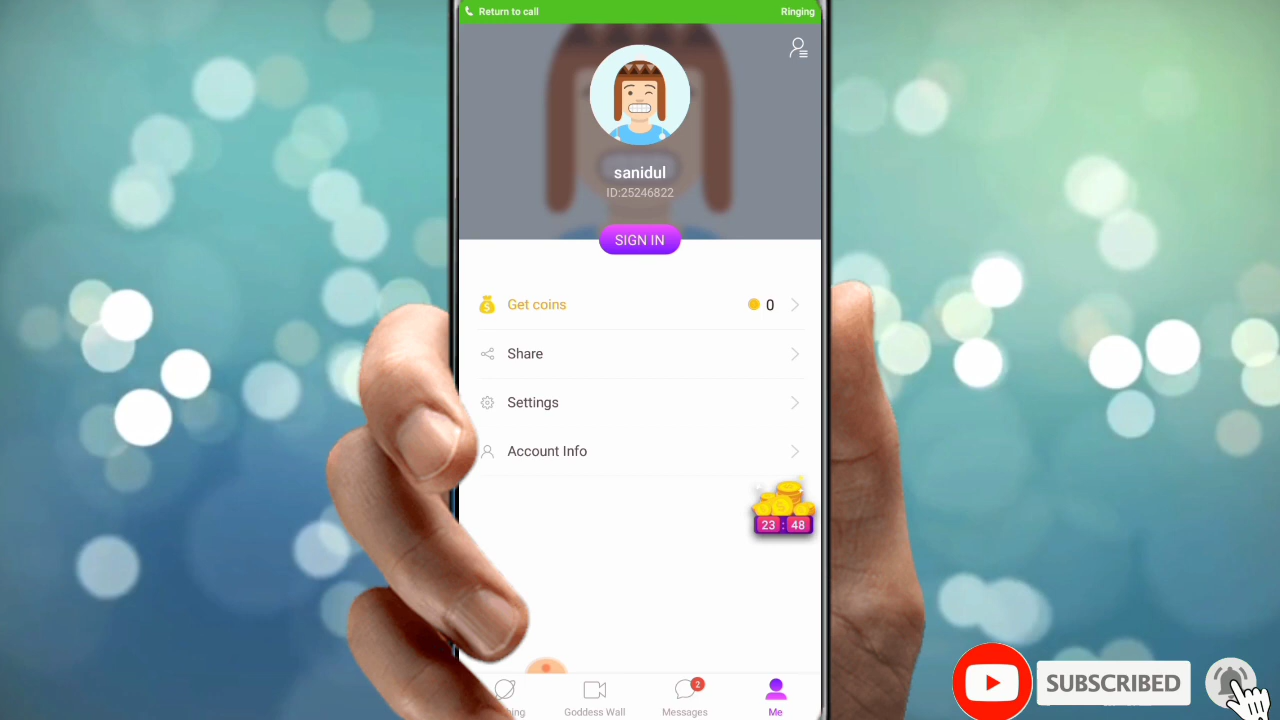 Return to call
Ringing
sanidul
ID:25246822
SIGN IN
Get coins
0
Share
Settings
Account Info
23 : 48
Goddess Wall
Messages
2
Me
SUBSCRIBED